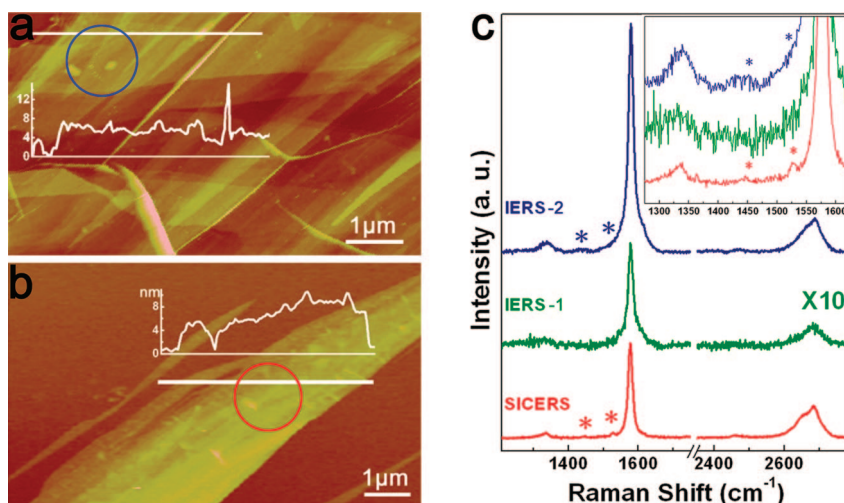 a
12
8
4
0
1μm
b
nm
8
4
0
1μm
c
Intensity (a. u.)
IERS-2
* *
IERS-1
X10
SICERS
* *
* *
* *
1300 1350 1400 1450 1500 1550 1600
1400 1600 2400 2600
Raman Shift (cm-1)